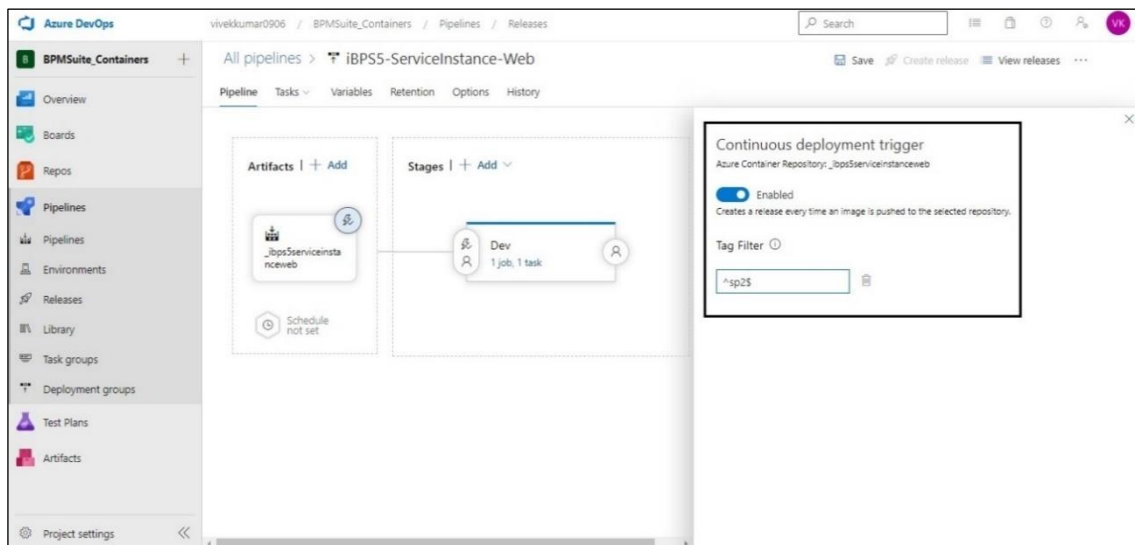 Azure DevOps
vivekkumar0906 / BPMSuite_Containers / Pipelines / Releases
Search
VK
B BPMSuite_Containers +
All pipelines > iBPS5-ServiceInstance-Web
Save Create release View releases ...
Overview
Boards
Repos
Pipelines
Pipelines
Environments
Releases
Library
Task groups
Deployment groups
Test Plans
Artifacts
Project settings
Pipeline Tasks Variables Retention Options History
Artifacts | + Add
Stages | + Add
_ibps5serviceinsta
nceweb
Schedule
not set
Dev
1 job, 1 task
Continuous deployment trigger
Azure Container Repository: _ibps5serviceinstanceweb
Enabled
Creates a release every time an image is pushed to the selected repository.
Tag Filter
^sp2$